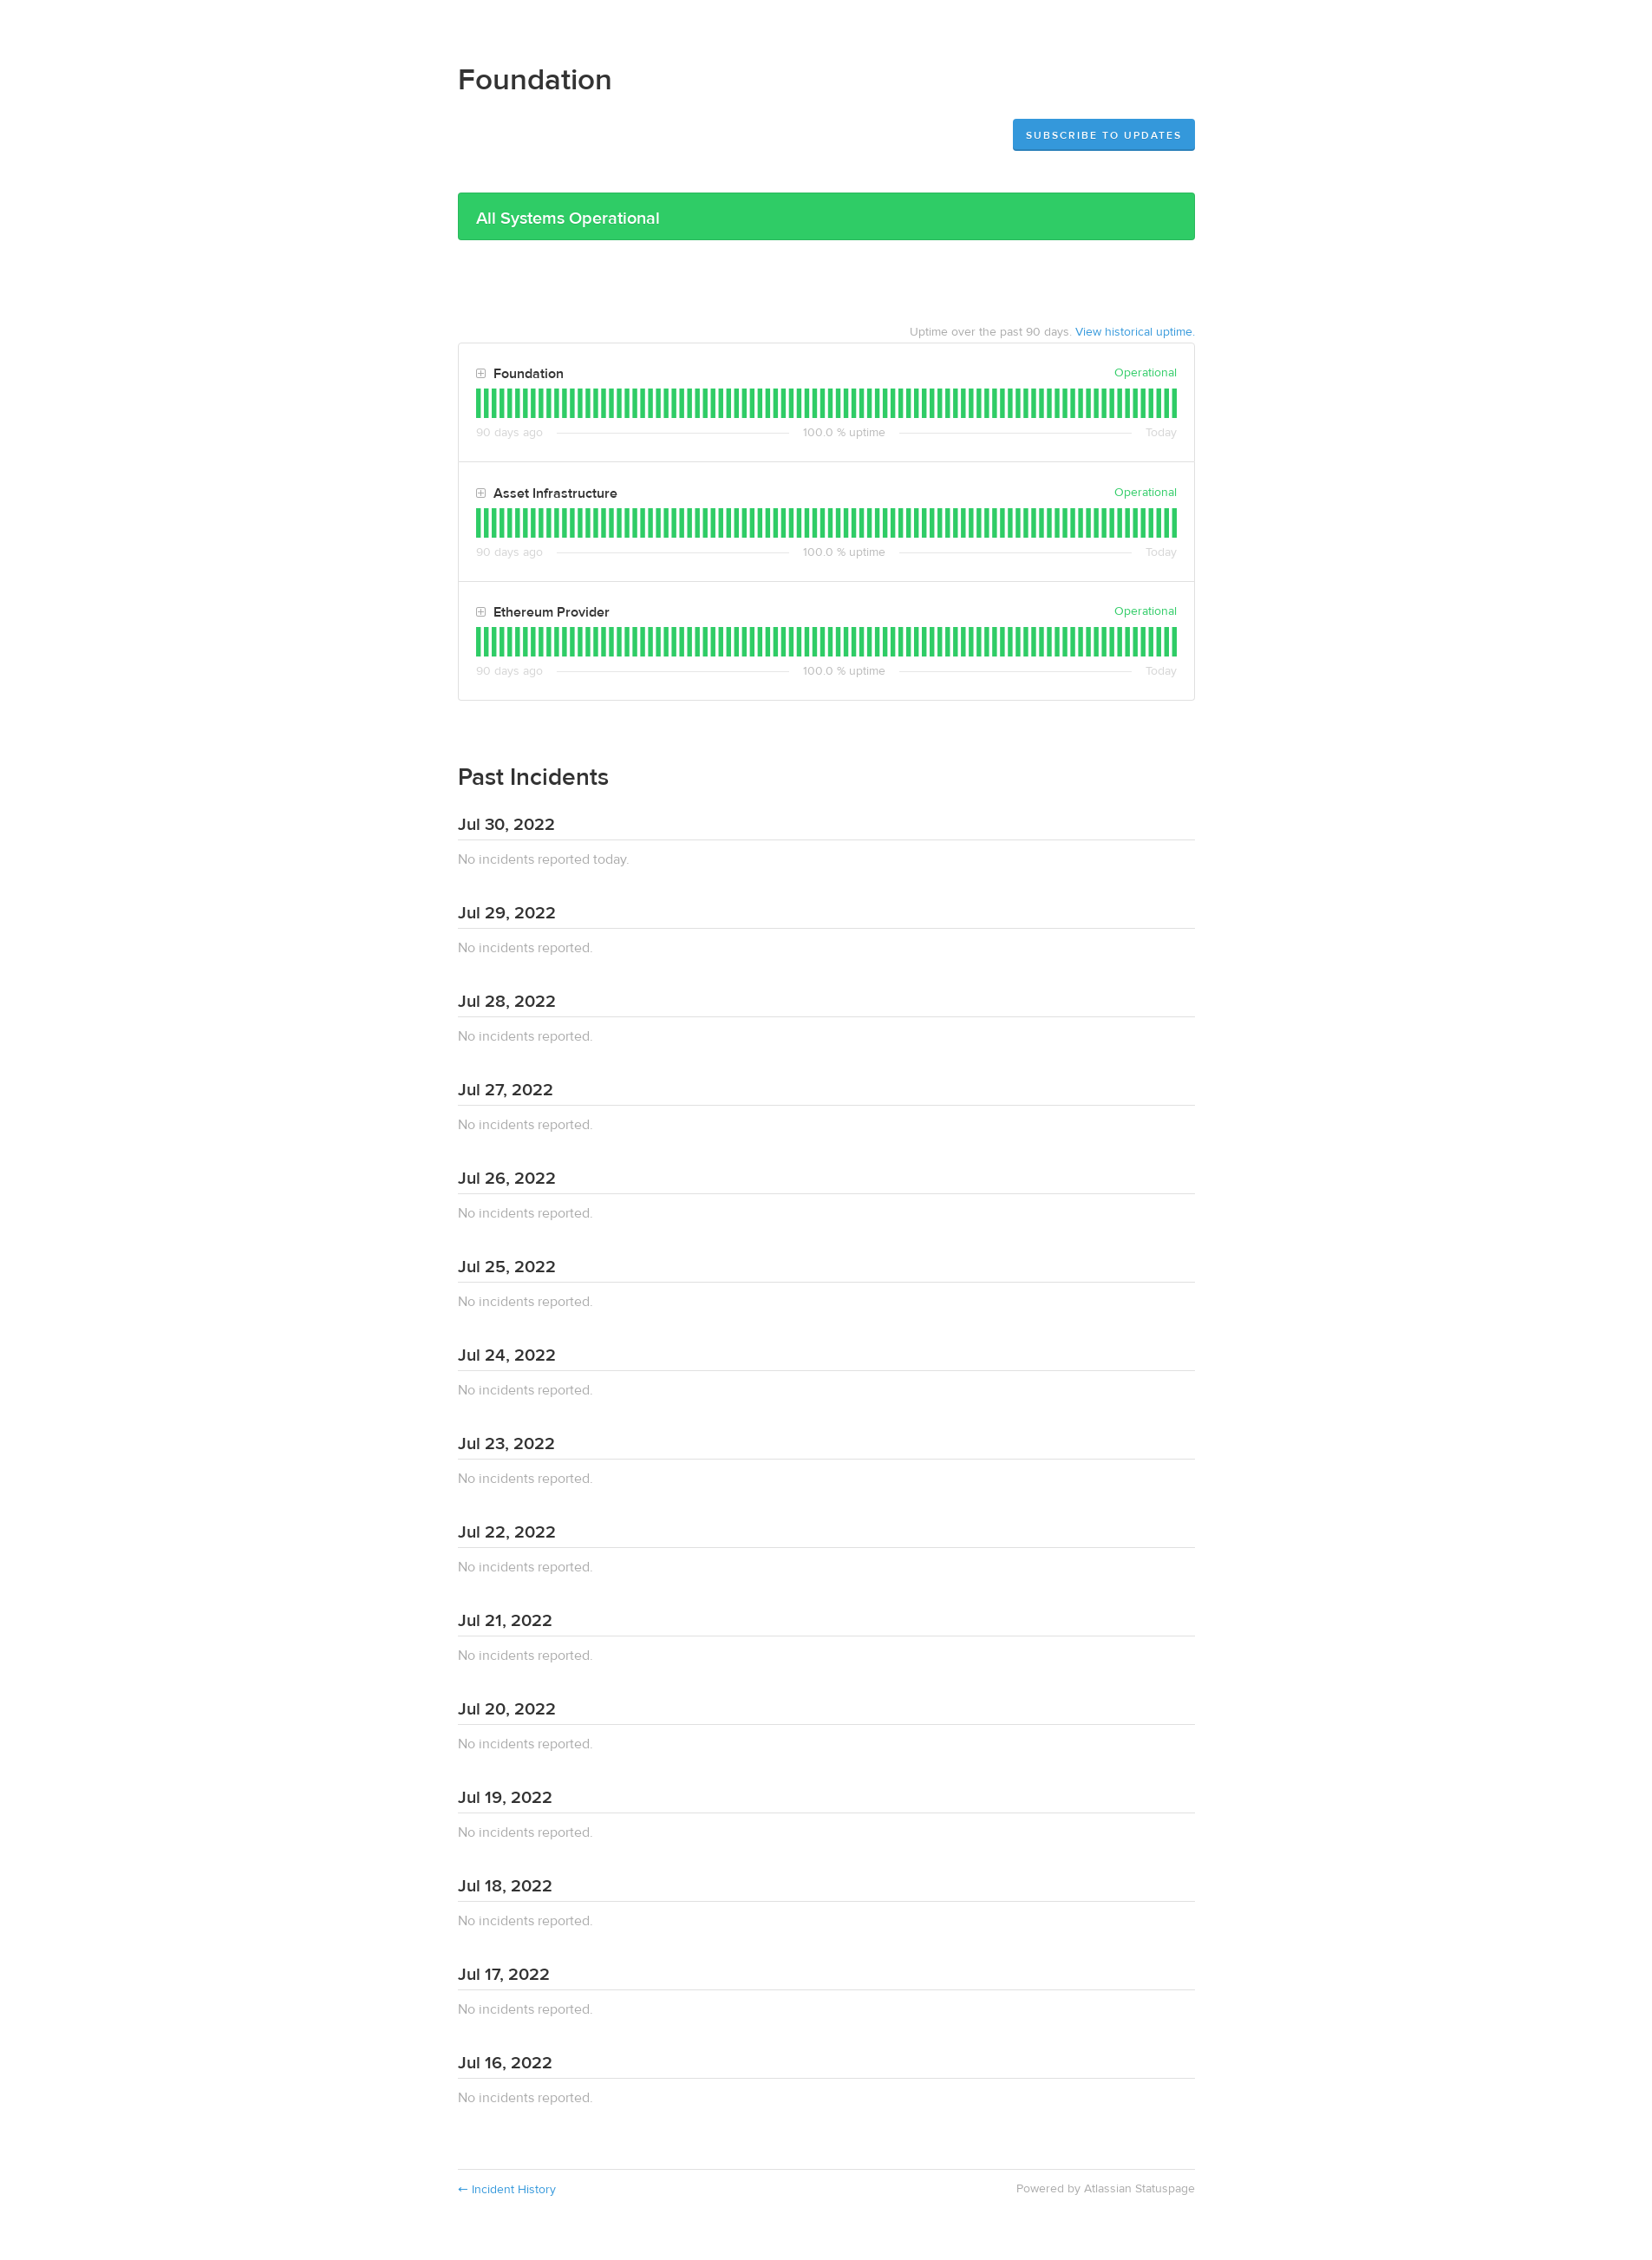 Foundation
SUBSCRIBE TO UPDATES
All Systems Operational
Uptime over the past 90 days. View historical uptime.
Foundation
Operational
90 days ago
100.0 % uptime
Today
Asset Infrastructure
Operational
90 days ago
100.0 % uptime
Today
Ethereum Provider
Operational
90 days ago
100.0 % uptime
Today
Past Incidents
Jul 30, 2022
No incidents reported today.
Jul 29, 2022
No incidents reported.
Jul 28, 2022
No incidents reported.
Jul 27, 2022
No incidents reported.
Jul 26, 2022
No incidents reported.
Jul 25, 2022
No incidents reported.
Jul 24, 2022
No incidents reported.
Jul 23, 2022
No incidents reported.
Jul 22, 2022
No incidents reported.
Jul 21, 2022
No incidents reported.
Jul 20, 2022
No incidents reported.
Jul 19, 2022
No incidents reported.
Jul 18, 2022
No incidents reported.
Jul 17, 2022
No incidents reported.
Jul 16, 2022
No incidents reported.
← Incident History
Powered by Atlassian Statuspage